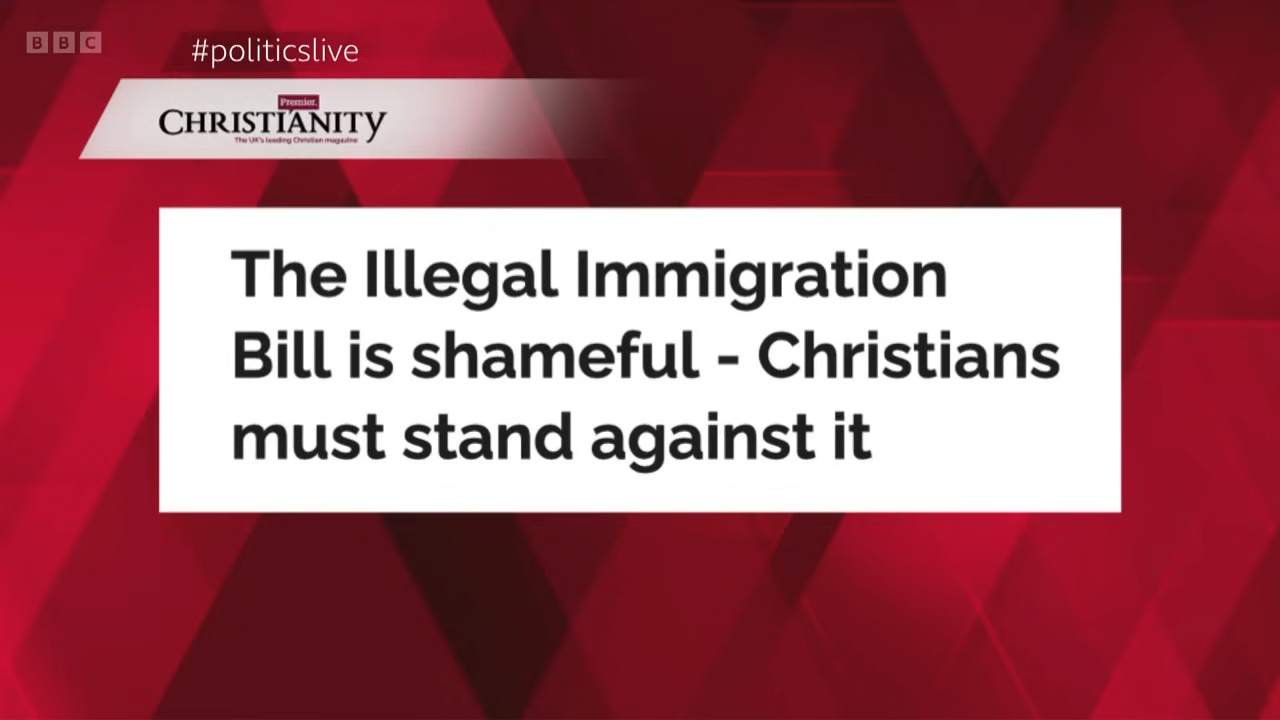 BBC
#politicslive
Premier.
CHRISTIANITY
The UK's leading Christian magazine
The Illegal Immigration
Bill is shameful - Christians
must stand against it